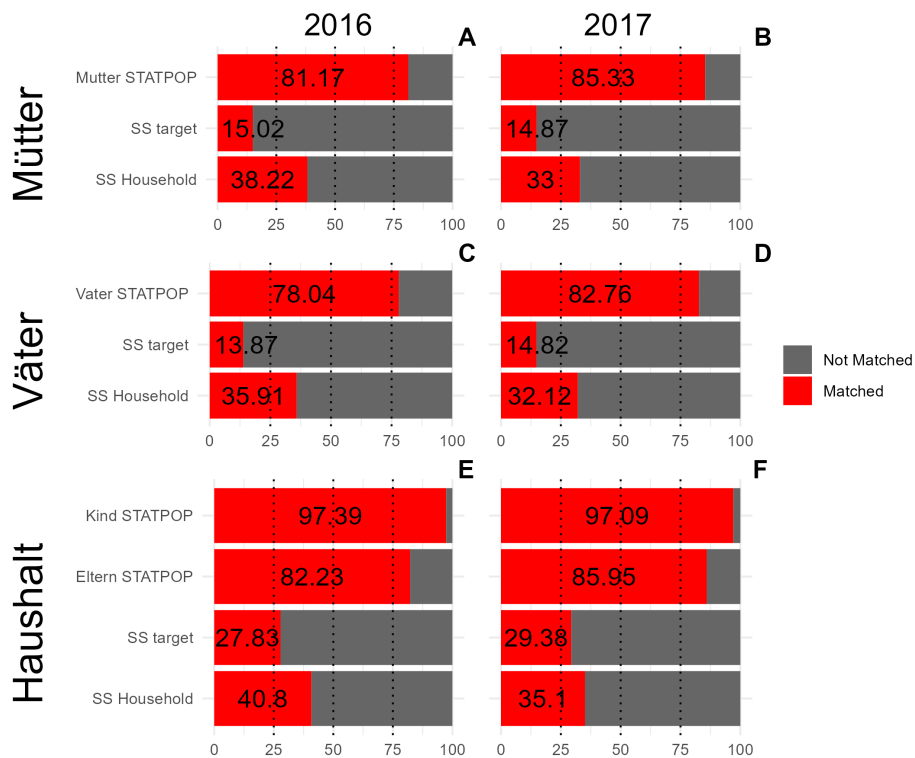 2016
2017
A
B
Mütter
Mutter STATPOP
81.17
85.33
SS target
15.02
14.87
SS Household
38.22
33
0 25 50 75 100
0 25 50 75 100
C
D
Väter
Vater STATPOP
78.04
82.76
SS target
13.87
14.82
SS Household
35.91
32.12
0 25 50 75 100
0 25 50 75 100
Not Matched
Matched
E
F
Haushalt
Kind STATPOP
97.39
97.09
Eltern STATPOP
82.23
85.95
SS target
27.83
29.38
SS Household
40.8
35.1
0 25 50 75 100
0 25 50 75 100